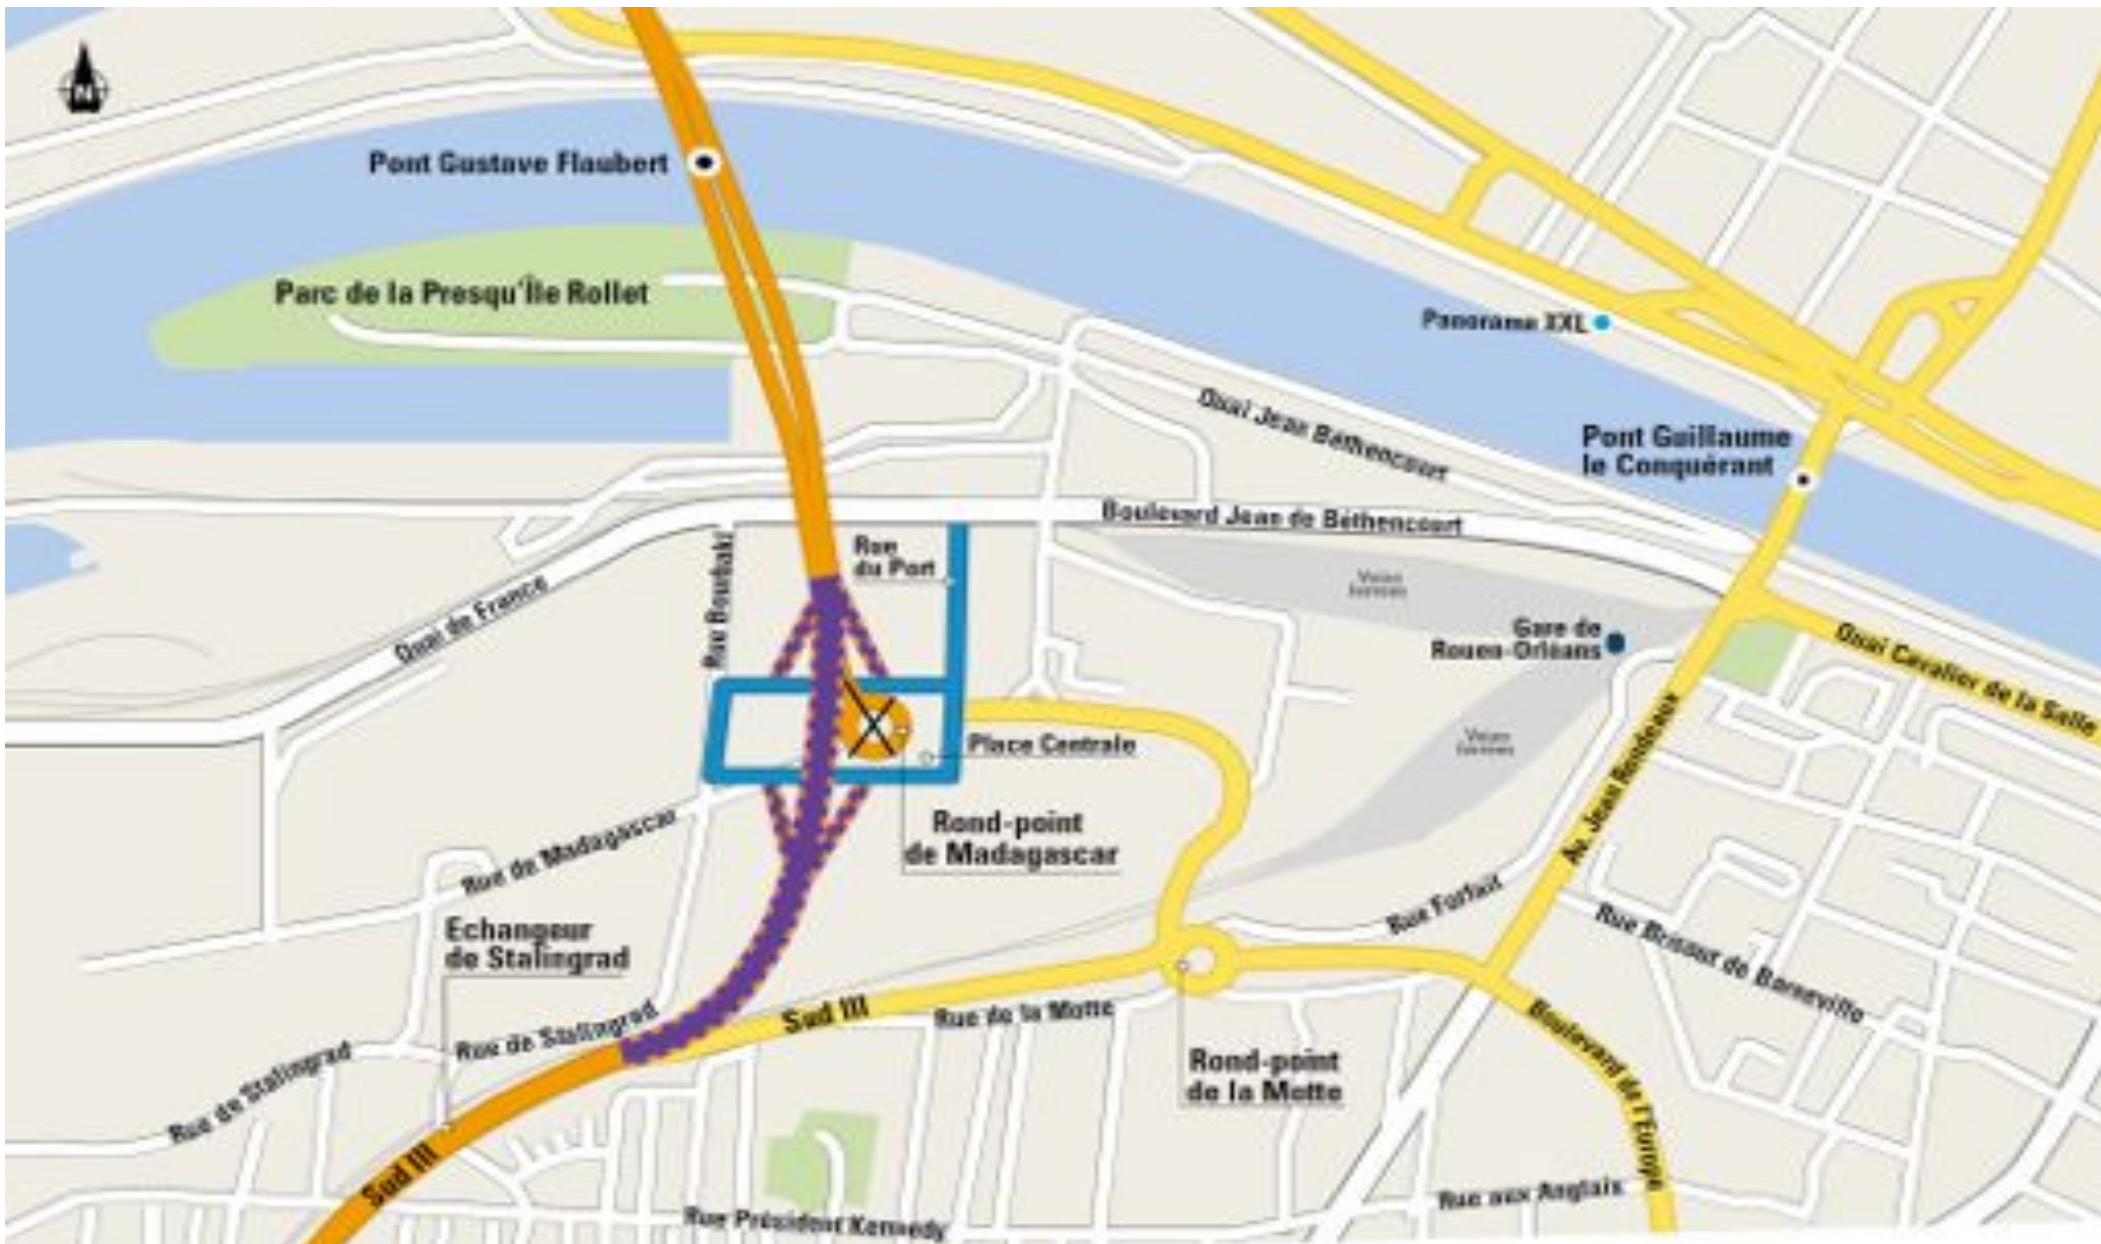 N
Pont Gustave Flaubert
Parc de la Presqu'Île Rollet
Panorama XXL
Quai Jean Béthencourt
Pont Guillaume
le Conquérant
Boulevard Jean de Béthencourt
Rue
du Port
Rue Bourbaki
Quai de France
Gare de
Rouen-Orléans
Quai Cavalier de la Salle
Av. Jean Rondeaux
Place Centrale
Rond-point
de Madagascar
Rue de Madagascar
Echangeur
de Stalingrad
Rue de Stalingrad
Rue de Stalingrad
Sud III
Rue de la Motte
Rue Forfait
Rue Brisout de Barneville
Rond-point
de la Motte
Boulevard de l'Europe
Sud III
Rue aux Anglais
Rue Président Kennedy